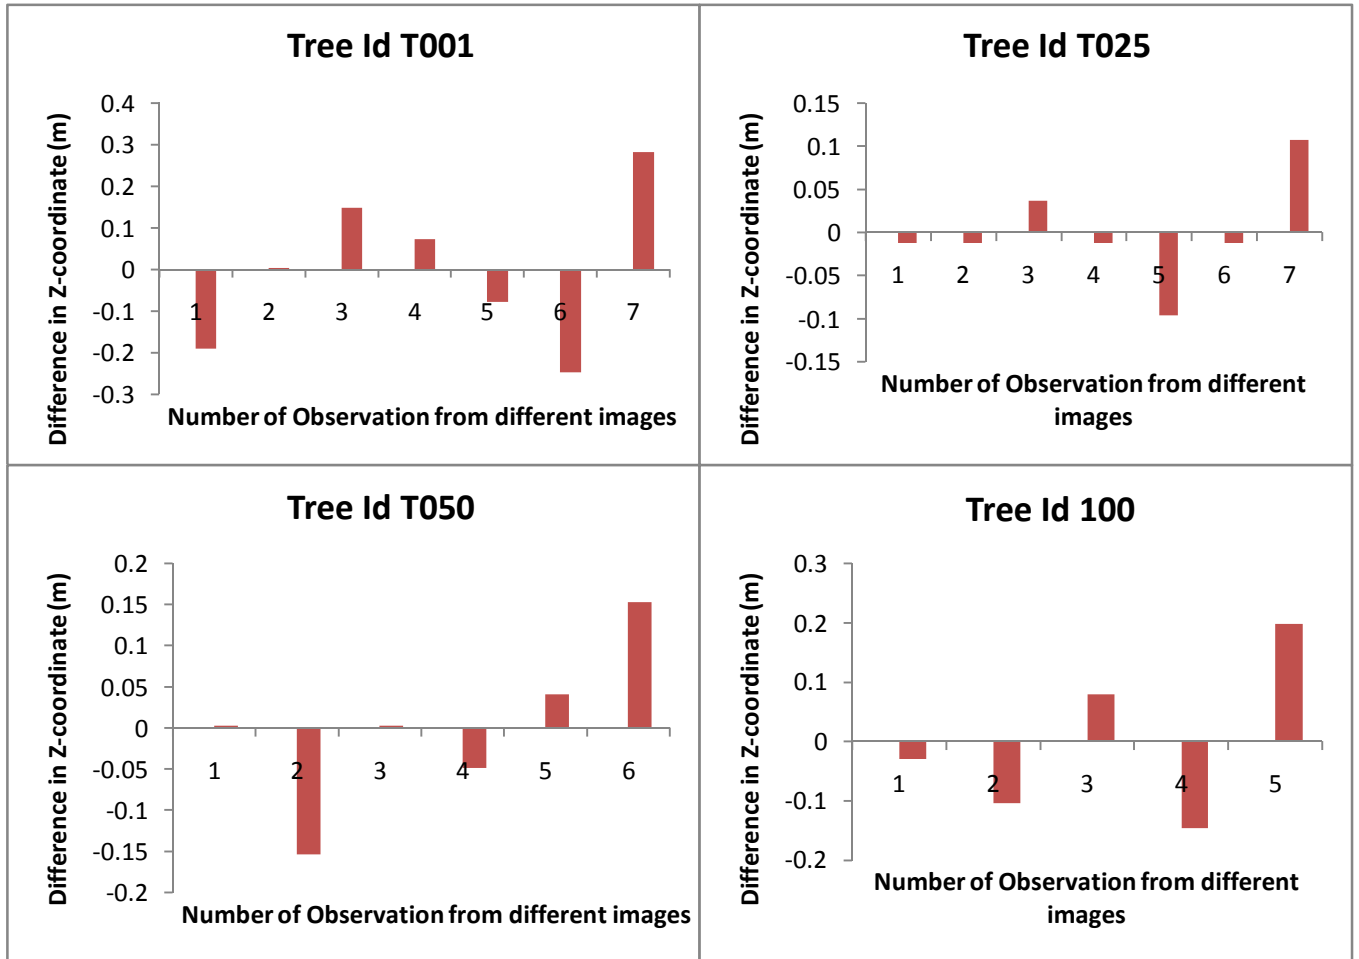 Tree Id T001
Difference in Z-coordinate (m)
0.4
0.3
0.2
0.1
0
-0.1
-0.2
-0.3
1 2 3 4 5 6 7
Number of Observation from different images
Tree Id T025
Difference in Z-coordinate (m)
0.15
0.1
0.05
0
-0.05
-0.1
-0.15
1 2 3 4 5 6 7
Number of Observation from different
images
Tree Id T050
Difference in Z-coordinate (m)
0.2
0.15
0.1
0.05
0
-0.05
-0.1
-0.15
-0.2
1 2 3 4 5 6
Number of Observation from different images
Tree Id 100
Difference in Z-coordinate (m)
0.3
0.2
0.1
0
-0.1
-0.2
1 2 3 4 5
Number of Observation from different
images